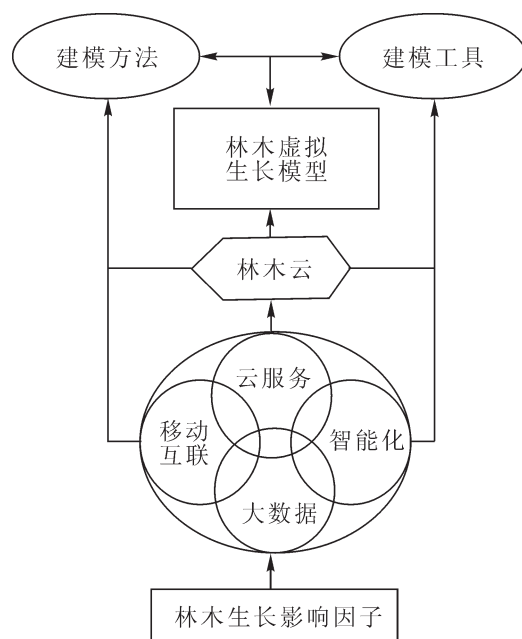 建模方法
建模工具
林木虚拟
生长模型
林木云
云服务
移动
互联
智能化
大数据
林木生长影响因子